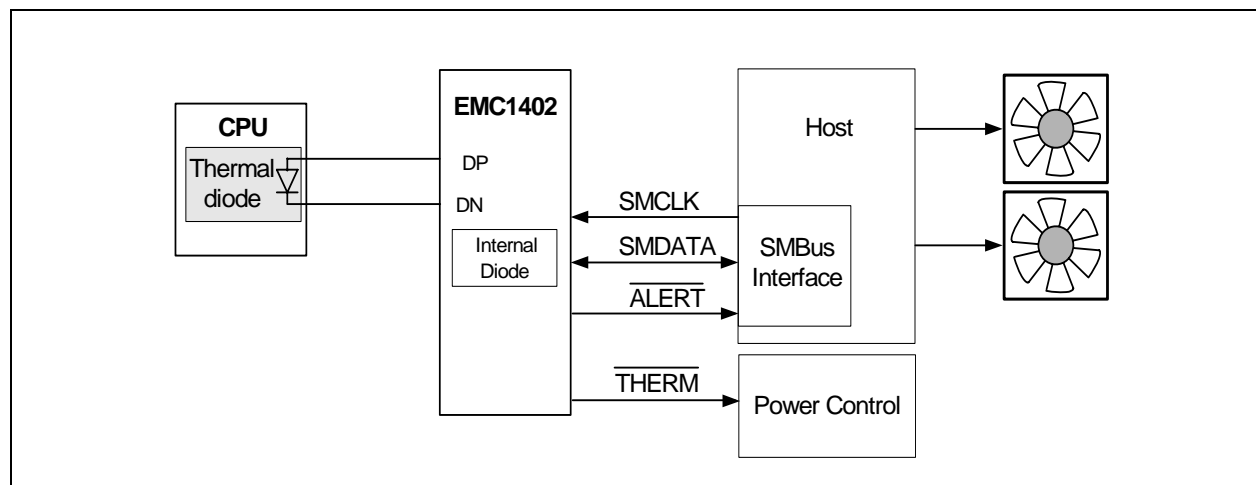 CPU
Thermal
diode
EMC1402
DP
DN
Internal
Diode
SMCLK
SMDATA
ALERT
THERM
Host
SMBus
Interface
Power Control